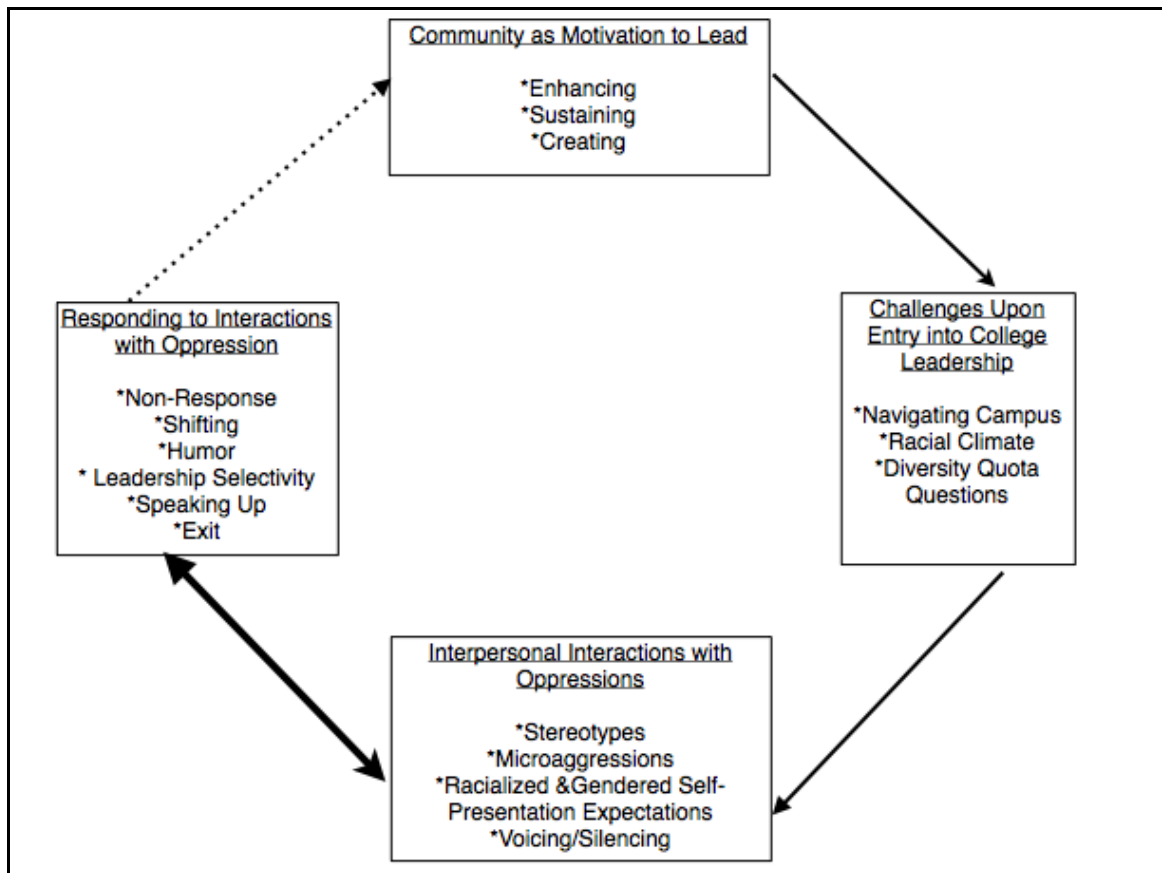 Community as Motivation to Lead
*Enhancing
*Sustaining
*Creating
Responding to Interactions
with Oppression
*Non-Response
*Shifting
*Humor
* Leadership Selectivity
*Speaking Up
*Exit
Challenges Upon
Entry into College
Leadership
*Navigating Campus
*Racial Climate
*Diversity Quota
Questions
Interpersonal Interactions with
Oppressions
*Stereotypes
*Microaggressions
*Racialized &Gendered Self-
Presentation Expectations
*Voicing/Silencing